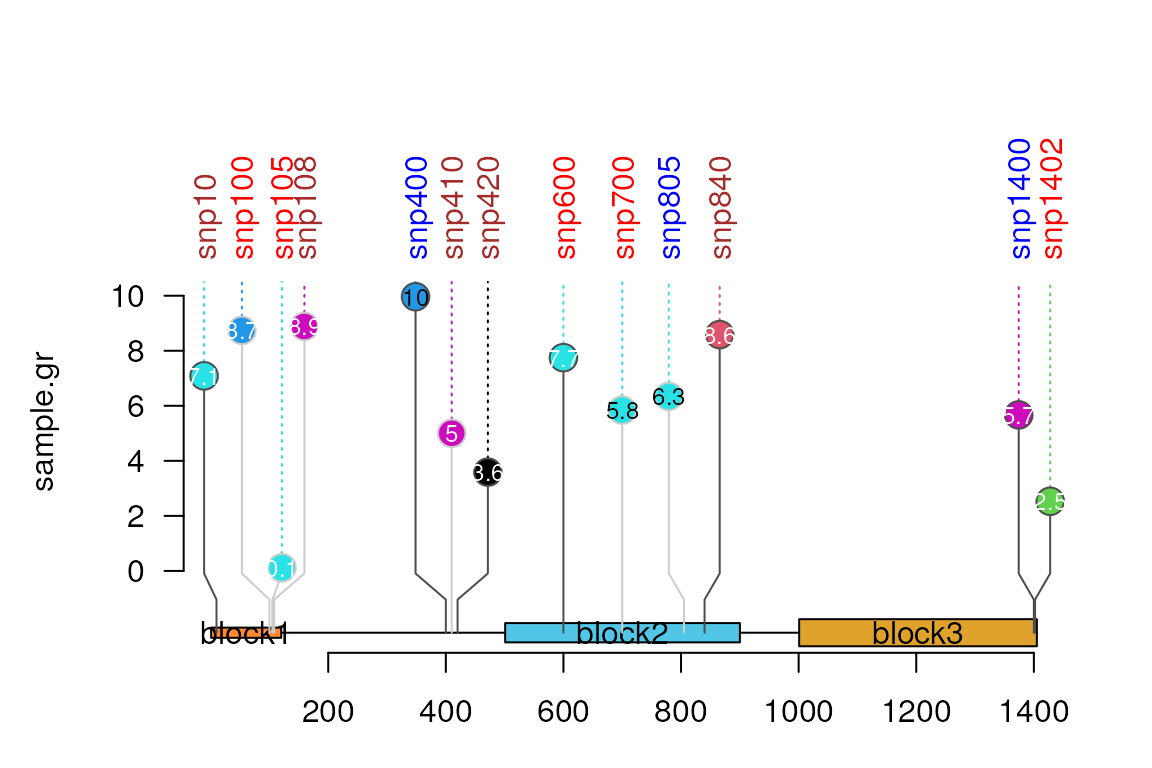 snp10
snp100
snp105
snp108
snp400
snp410
snp420
snp600
snp700
snp805
snp840
snp1400
snp1402
sample.gr
10
8
6
4
2
0
7.1
8.7
0.1
8.9
10
5
3.6
7.7
5.8
6.3
8.6
5.7
2.5
block1
block2
block3
200 400 600 800 1000 1200 1400